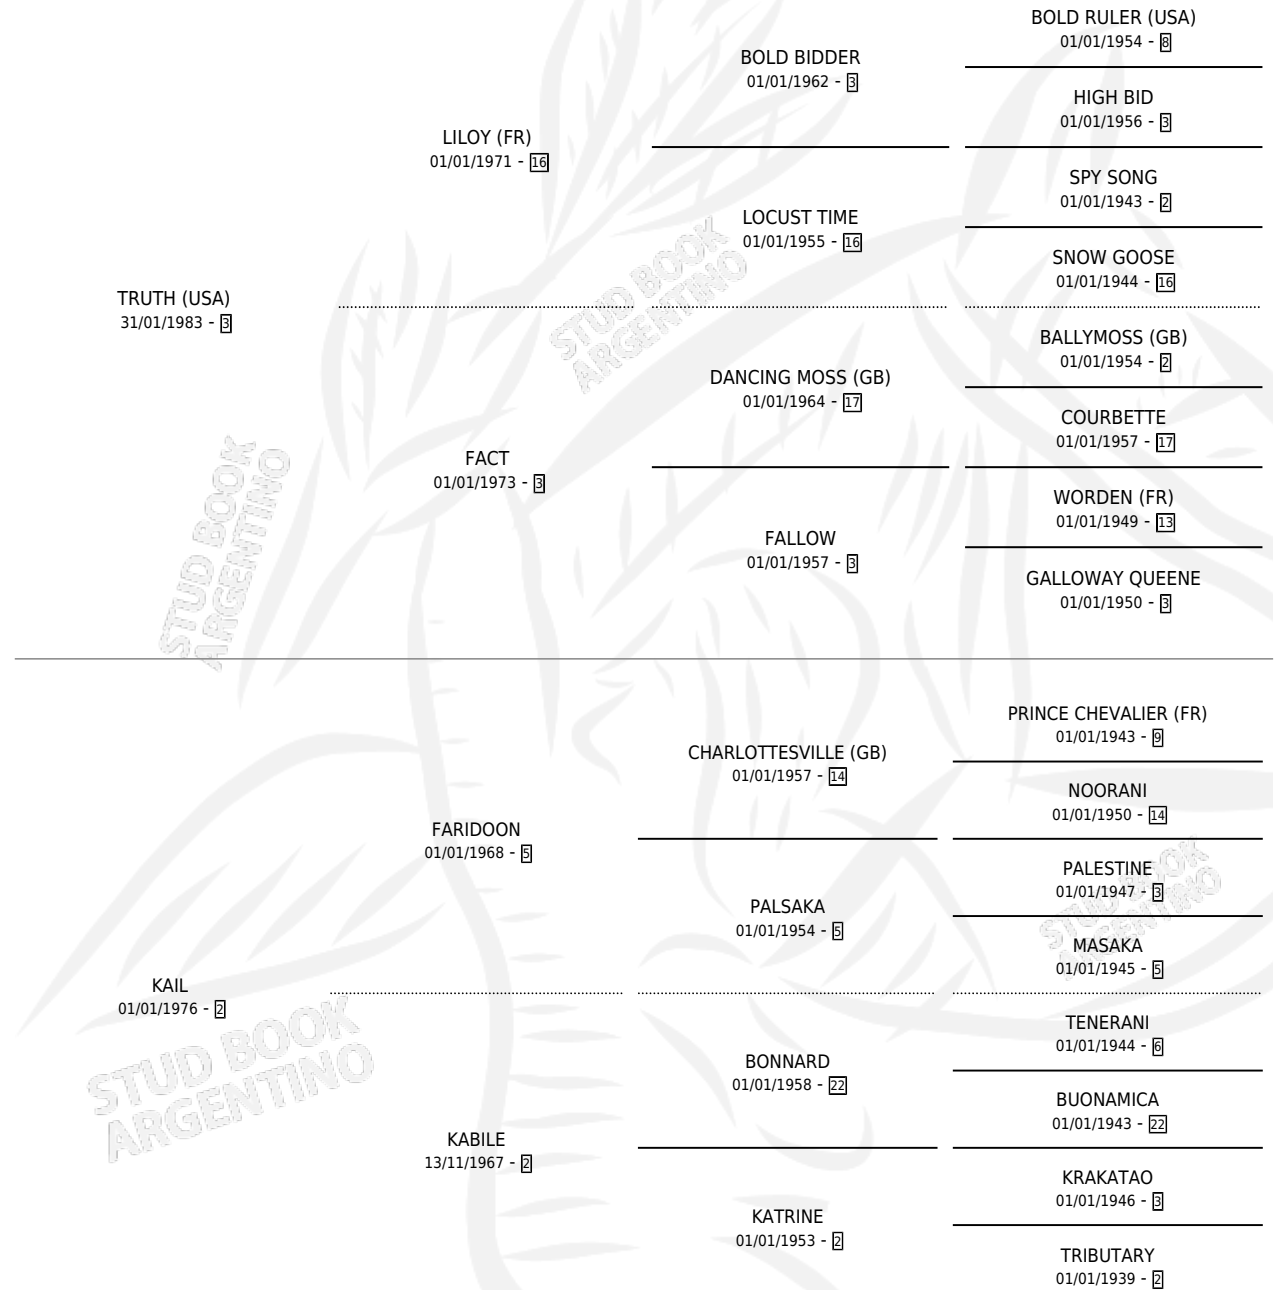 BOLD RULER (USA)
01/01/1954 - 8
BOLD BIDDER
01/01/1962 - 3
HIGH BID
01/01/1956 - 3
LILOY (FR)
01/01/1971 - 16
SPY SONG
01/01/1943 - 2
LOCUST TIME
01/01/1955 - 16
SNOW GOOSE
01/01/1944 - 16
TRUTH (USA)
31/01/1983 - 3
BALLYMOSS (GB)
01/01/1954 - 2
DANCING MOSS (GB)
01/01/1964 - 17
COURBETTE
01/01/1957 - 17
FACT
01/01/1973 - 3
WORDEN (FR)
01/01/1949 - 13
FALLOW
01/01/1957 - 3
GALLOWAY QUEENE
01/01/1950 - 3
PRINCE CHEVALIER (FR)
01/01/1943 - 9
CHARLOTTESVILLE (GB)
01/01/1957 - 14
NOORANI
01/01/1950 - 14
FARIDOON
01/01/1968 - 5
PALESTINE
01/01/1947 - 3
PALSAKA
01/01/1954 - 5
MASAKA
01/01/1945 - 5
KAIL
01/01/1976 - 2
TENERANI
01/01/1944 - 6
BONNARD
01/01/1958 - 22
BUONAMICA
01/01/1943 - 22
KABILE
13/11/1967 - 2
KRAKATAO
01/01/1946 - 3
KATRINE
01/01/1953 - 2
TRIBUTARY
01/01/1939 - 2
STUD BOOK
ARGENTINO
STUD BOOK
ARGENTINO
STUD BOOK
ARGENTINO
STUD BOOK
ARGENTINO